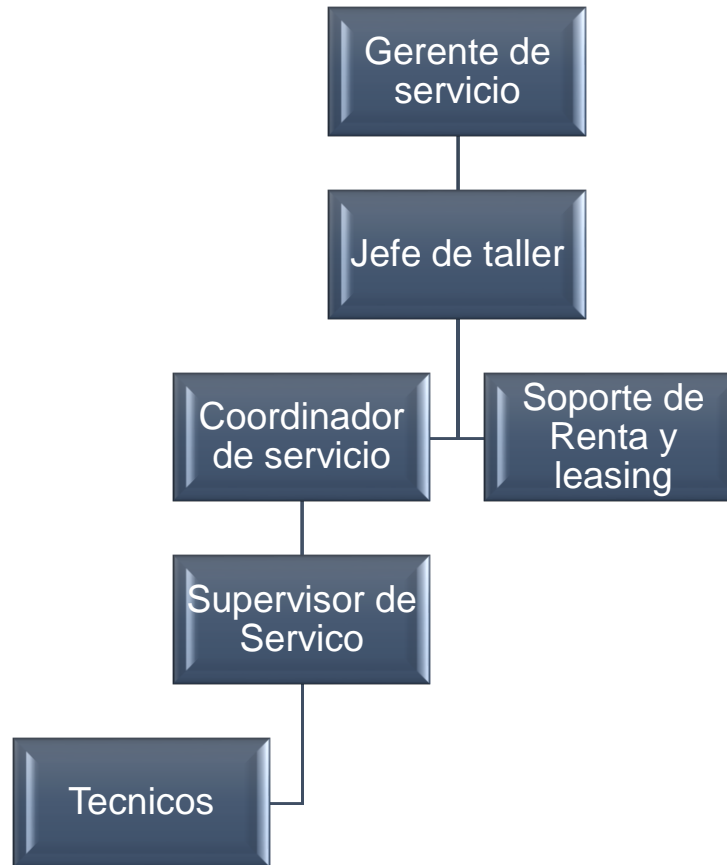 Gerente de
servicio
Jefe de taller
Coordinador
de servicio
Soporte de
Renta y
leasing
Supervisor de
Servico
Tecnicos